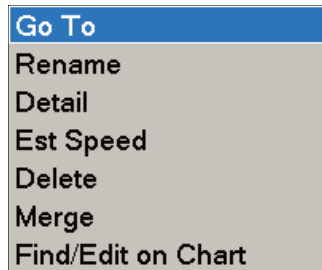 Go To
Rename
Detail
Est Speed
Delete
Merge
Find/Edit on Chart